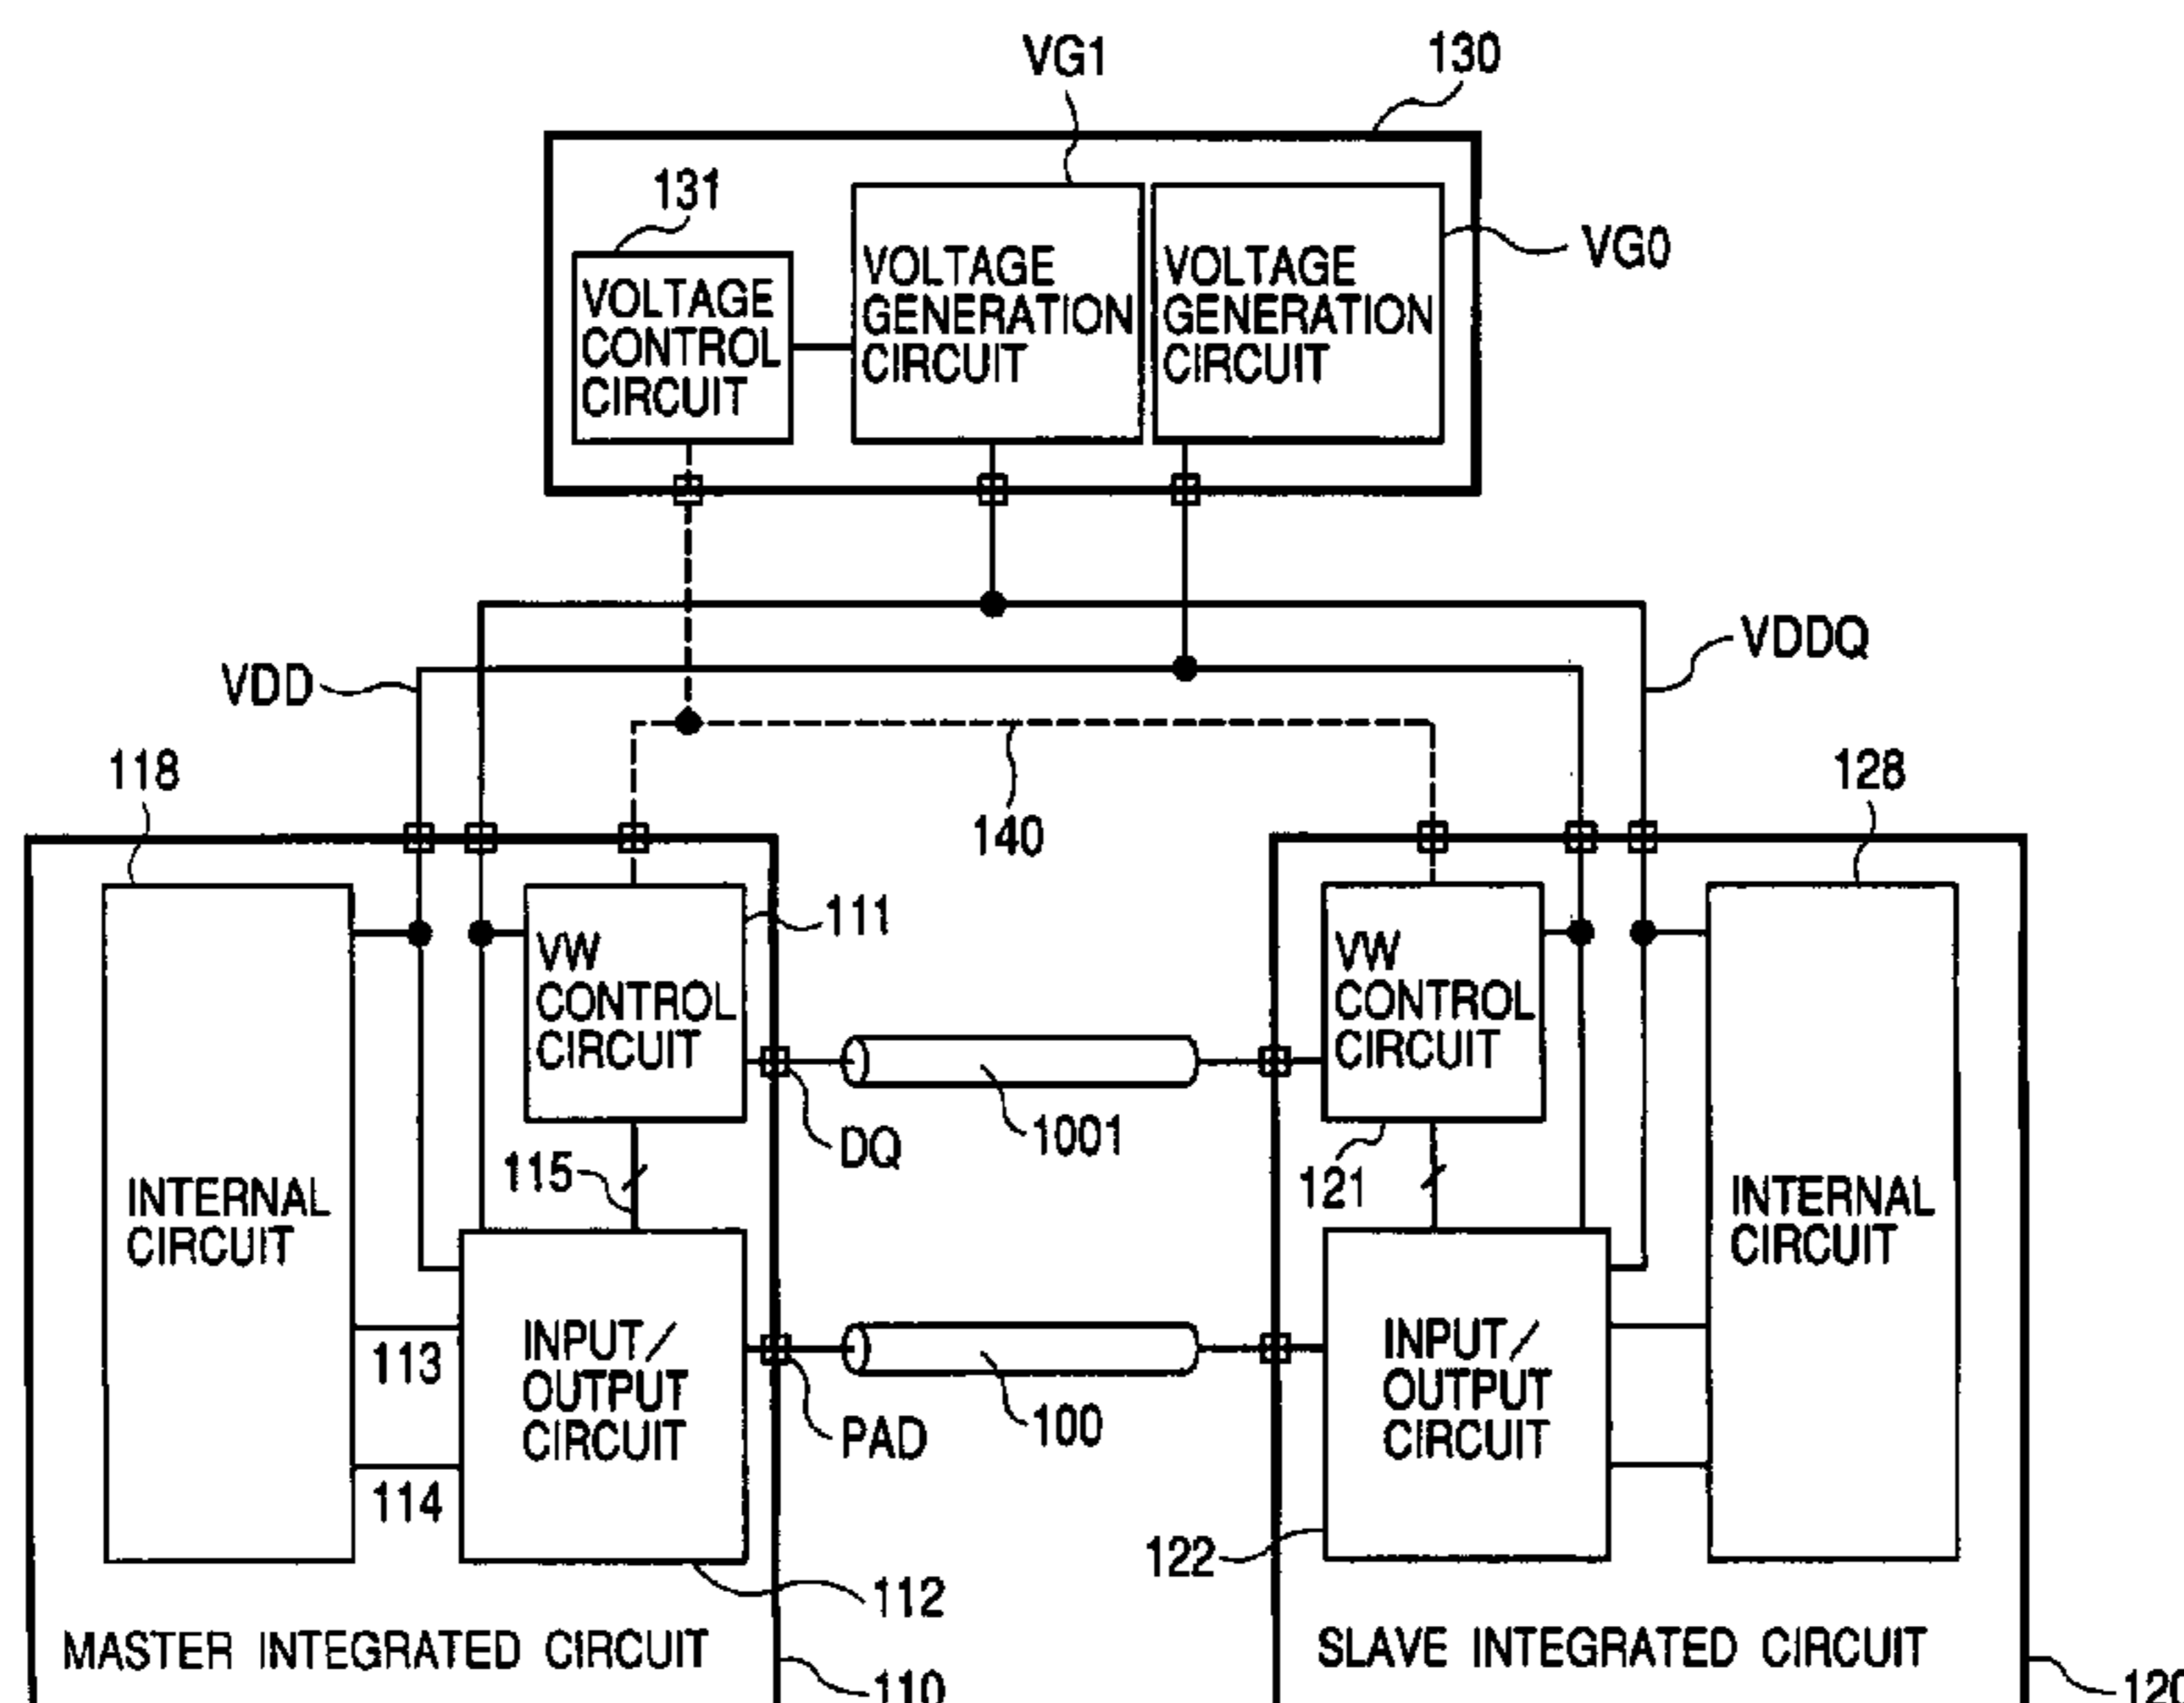 VG1
130
131
VOLTAGE
CONTROL
CIRCUIT
VOLTAGE
GENERATION
CIRCUIT
VOLTAGE
GENERATION
CIRCUIT
VG0
VDD
VDDQ
118
140
128
111
VW
CONTROL
CIRCUIT
VW
CONTROL
CIRCUIT
DQ
1001
115
121
INTERNAL
CIRCUIT
INTERNAL
CIRCUIT
113
INPUT/
OUTPUT
CIRCUIT
INPUT/
OUTPUT
CIRCUIT
PAD
100
114
122
112
MASTER INTEGRATED CIRCUIT
SLAVE INTEGRATED CIRCUIT
110
120